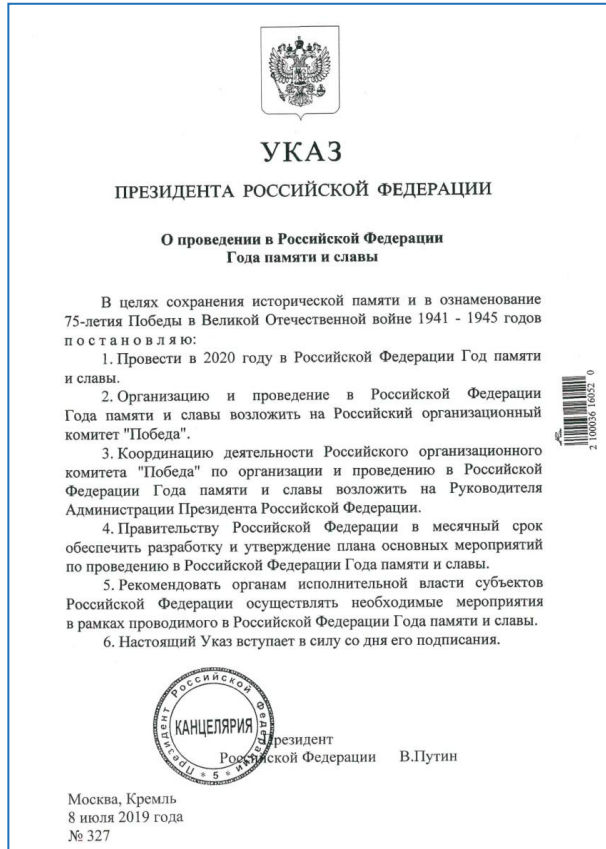 УКАЗ
ПРЕЗИДЕНТА РОССИЙСКОЙ ФЕДЕРАЦИИ
О проведении в Российской Федерации
Года памяти и славы
В целях сохранения исторической памяти и в ознаменование
75-летия Победы в Великой Отечественной войне 1941 - 1945 годов
п о с т а н о в л я ю:
1. Провести в 2020 году в Российской Федерации Год памяти
и славы.
2. Организацию и проведение в Российской Федерации
Года памяти и славы возложить на Российский организационный
комитет "Победа".
3. Координацию деятельности Российского организационного
комитета "Победа" по организации и проведению в Российской
Федерации Года памяти и славы возложить на Руководителя
Администрации Президента Российской Федерации.
4. Правительству Российской Федерации в месячный срок
обеспечить разработку и утверждение плана основных мероприятий
по проведению в Российской Федерации Года памяти и славы.
5. Рекомендовать органам исполнительной власти субъектов
Российской Федерации осуществлять необходимые мероприятия
в рамках проводимого в Российской Федерации Года памяти и славы.
6. Настоящий Указ вступает в силу со дня его подписания.
2 100036 16052 0
Президент Российской Федерации
* 5 *
КАНЦЕЛЯРИЯ
Президент
Российской Федерации В.Путин
Москва, Кремль
8 июля 2019 года
№ 327